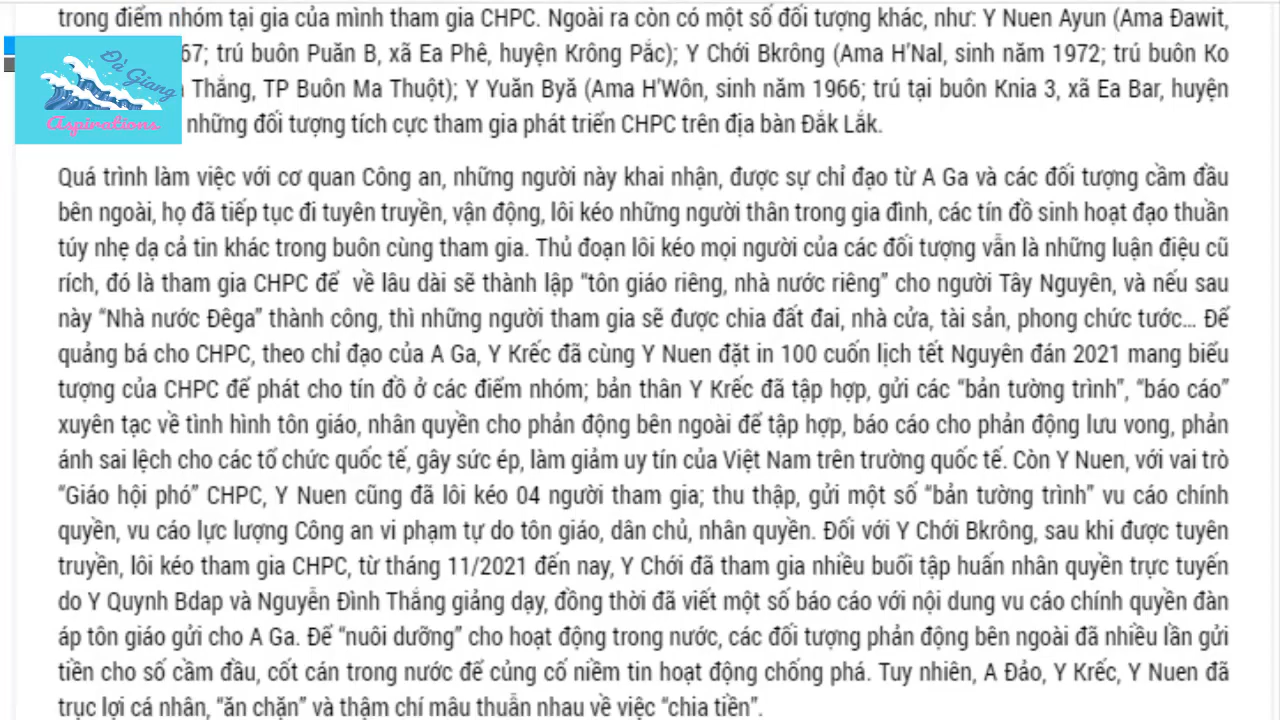 trong điểm nhóm tại gia của mình tham gia CHPC. Ngoài ra còn có một số đối tượng khác, như: Y Nuen Ayun (Ama Đawit,
67; trú buôn Puăn B, xã Ea Phê, huyện Krông Pắc); Y Chới Bkrông (Ama H'Nal, sinh năm 1972; trú buôn Ko
Thắng, TP Buôn Ma Thuột); Y Yuăn Byă (Ama H'Wôn, sinh năm 1966; trú tại buôn Knia 3, xã Ea Bar, huyện
những đối tượng tích cực tham gia phát triển CHPC trên địa bàn Đắk Lắk.
Đà Giang
Aspirations
Quá trình làm việc với cơ quan Công an, những người này khai nhận, được sự chỉ đạo từ A Ga và các đối tượng cầm đầu
bên ngoài, họ đã tiếp tục đi tuyên truyền, vận động, lôi kéo những người thân trong gia đình, các tín đồ sinh hoạt đạo thuần
túy nhẹ dạ cả tin khác trong buôn cùng tham gia. Thủ đoạn lôi kéo mọi người của các đối tượng vẫn là những luận điệu cũ
rích, đó là tham gia CHPC để về lâu dài sẽ thành lập “tôn giáo riêng, nhà nước riêng” cho người Tây Nguyên, và nếu sau
này “Nhà nước Đêga” thành công, thì những người tham gia sẽ được chia đất đai, nhà cửa, tài sản, phong chức tước... Để
quảng bá cho CHPC, theo chỉ đạo của A Ga, Y Krếc đã cùng Y Nuen đặt in 100 cuốn lịch tết Nguyên đán 2021 mang biểu
tượng của CHPC để phát cho tín đồ ở các điểm nhóm; bản thân Y Krếc đã tập hợp, gửi các “bản tường trình”, “báo cáo”
xuyên tạc về tình hình tôn giáo, nhân quyền cho phản động bên ngoài để tập hợp, báo cáo cho phản động lưu vong, phản
ánh sai lệch cho các tổ chức quốc tế, gây sức ép, làm giảm uy tín của Việt Nam trên trường quốc tế. Còn Y Nuen, với vai trò
“Giáo hội phó” CHPC, Y Nuen cũng đã lôi kéo 04 người tham gia; thu thập, gửi một số “bản tường trình” vu cáo chính
quyền, vu cáo lực lượng Công an vi phạm tự do tôn giáo, dân chủ, nhân quyền. Đối với Y Chới Bkrông, sau khi được tuyên
truyền, lôi kéo tham gia CHPC, từ tháng 11/2021 đến nay, Y Chới đã tham gia nhiều buổi tập huấn nhân quyền trực tuyến
do Y Quynh Bdap và Nguyễn Đình Thắng giảng dạy, đồng thời đã viết một số báo cáo với nội dung vu cáo chính quyền đàn
áp tôn giáo gửi cho A Ga. Để “nuôi dưỡng” cho hoạt động trong nước, các đối tượng phản động bên ngoài đã nhiều lần gửi
tiền cho số cầm đầu, cốt cán trong nước để củng cố niềm tin hoạt động chống phá. Tuy nhiên, A Đảo, Y Krếc, Y Nuen đã
trục lợi cá nhân, “ăn chặn” và thậm chí mâu thuẫn nhau về việc “chia tiền”.